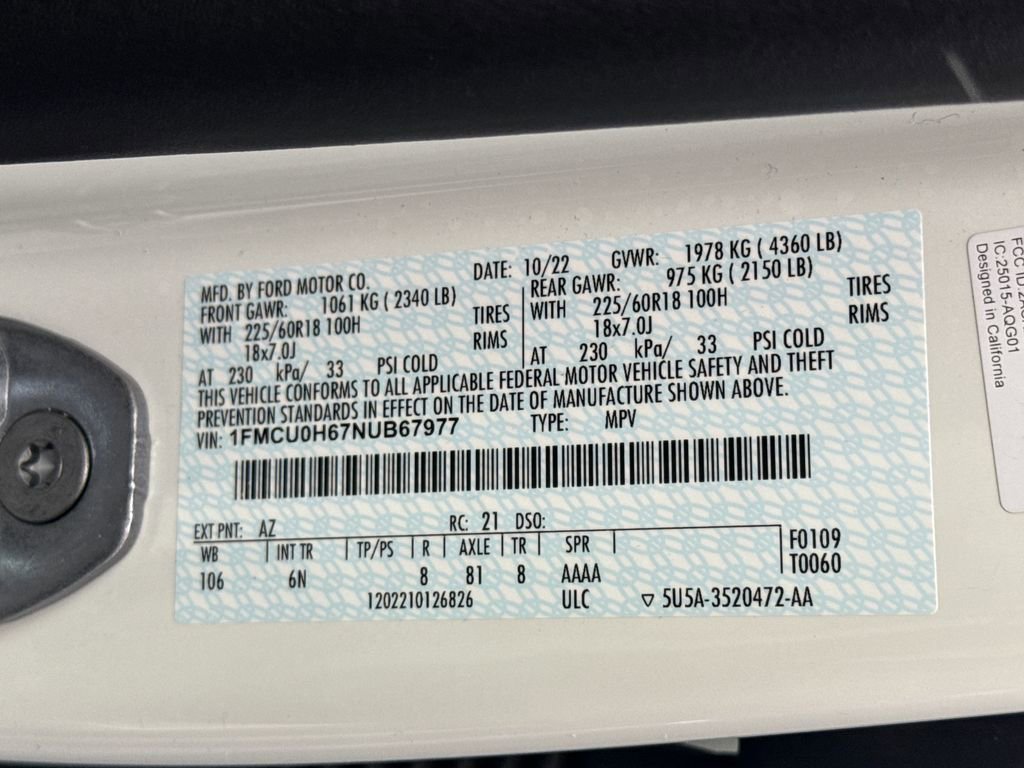 MFD. BY FORD MOTOR CO. DATE: 10/22 GVWR: 1978 KG ( 4360 LB)
FRONT GAWR: 1061 KG ( 2340 LB) REAR GAWR: 975 KG ( 2150 LB)
WITH 225/60R18 100H TIRES WITH 225/60R18 100H TIRES
18x7.0J RIMS 18x7.0J RIMS
AT 230 kPa/ 33 PSI COLD AT 230 kPa/ 33 PSI COLD
THIS VEHICLE CONFORMS TO ALL APPLICABLE FEDERAL MOTOR VEHICLE SAFETY AND THEFT
PREVENTION STANDARDS IN EFFECT ON THE DATE OF MANUFACTURE SHOWN ABOVE.
VIN: 1FMCU0H67NUB67977 TYPE: MPV
EXT PNT: AZ RC: 21 DSO:
WB INT TR TP/PS R AXLE TR SPR F0109
106 6N 8 81 8 AAAA T0060
1202210126826 ULC ▽ 5U5A-3520472-AA
FCC ID:
IC:25015-AQG01
Designed in California